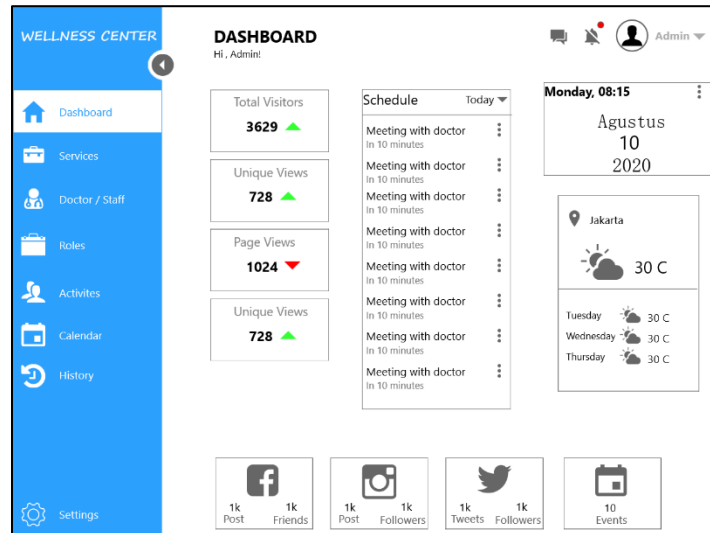 WELLNESS CENTER
Dashboard
Services
Doctor / Staff
Roles
Activites
Calendar
History
Settings
DASHBOARD
Hi , Admin!
Admin
Total Visitors
3629
Unique Views
728
Page Views
1024
Unique Views
728
Schedule Today
Meeting with doctor
In 10 minutes
Meeting with doctor
In 10 minutes
Meeting with doctor
In 10 minutes
Meeting with doctor
In 10 minutes
Meeting with doctor
In 10 minutes
Meeting with doctor
In 10 minutes
Meeting with doctor
In 10 minutes
Meeting with doctor
In 10 minutes
Monday, 08:15
Agustus
10
2020
Jakarta
30 C
Tuesday 30 C
Wednesday 30 C
Thursday 30 C
1k 1k
Post Friends
1k 1k
Post Followers
1k 1k
Tweets Followers
10
Events